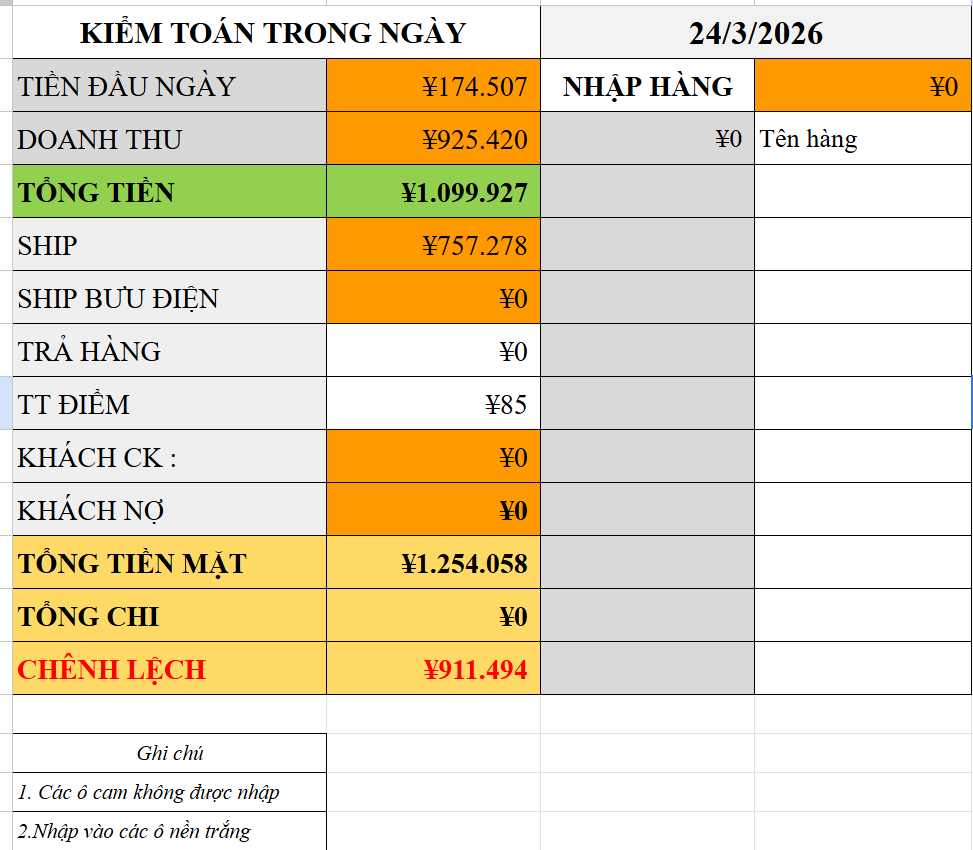 KIỂM TOÁN TRONG NGÀY 24/3/2026
TIỀN ĐẦU NGÀY ¥174.507 NHẬP HÀNG ¥0
DOANH THU ¥925.420 ¥0 Tên hàng
TỔNG TIỀN ¥1.099.927
SHIP ¥757.278
SHIP BƯU ĐIỆN ¥0
TRẢ HÀNG ¥0
TT ĐIỂM ¥85
KHÁCH CK : ¥0
KHÁCH NỢ ¥0
TỔNG TIỀN MẶT ¥1.254.058
TỔNG CHI ¥0
CHÊNH LỆCH ¥911.494
Ghi chú
1. Các ô cam không được nhập
2.Nhập vào các ô nền trắng